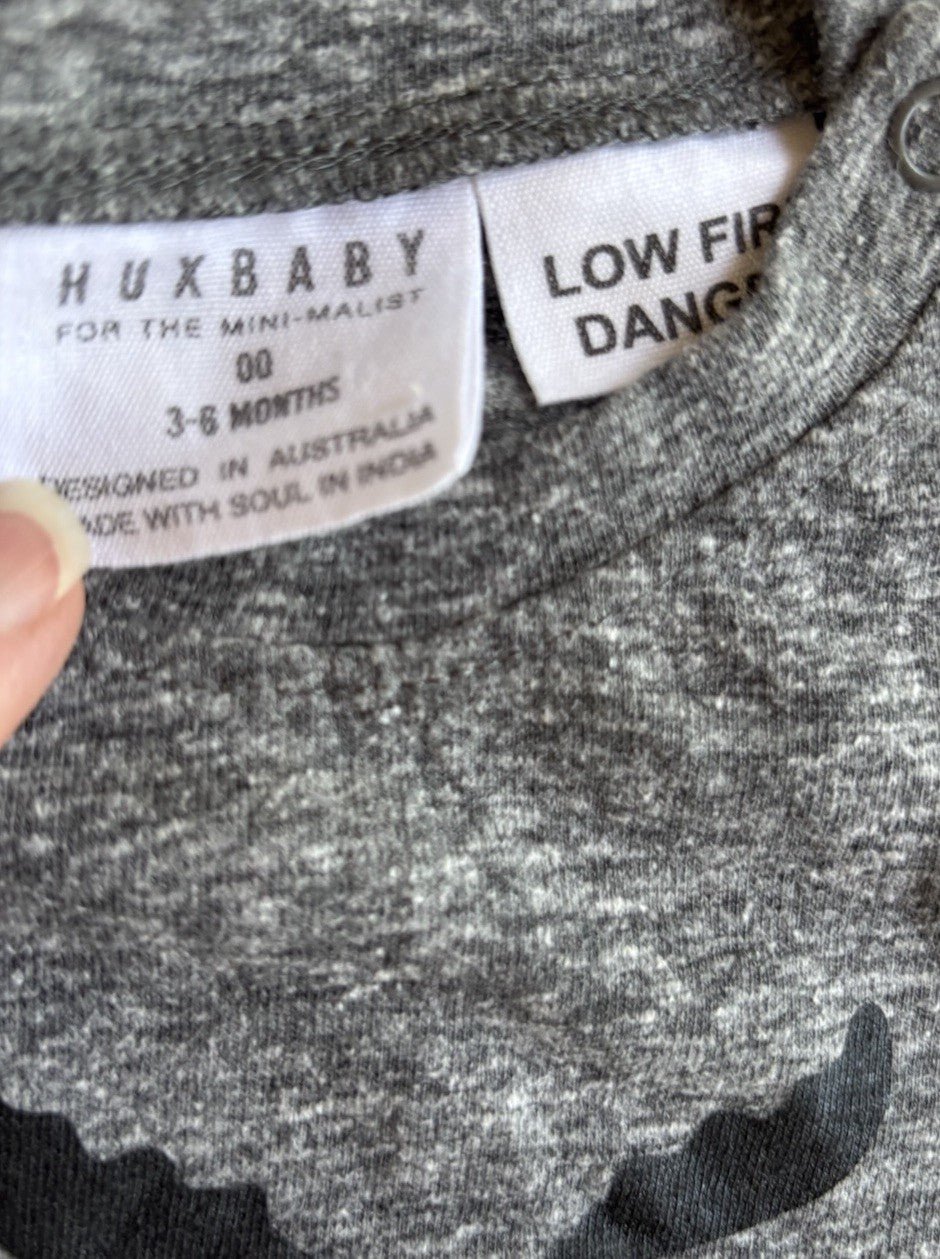 HUXBABY
FOR THE MINI-MALIST
00
3-6 MONTHS
DESIGNED IN AUSTRALIA
ADE WITH SOUL IN INDIA
LOW FIR
DANG